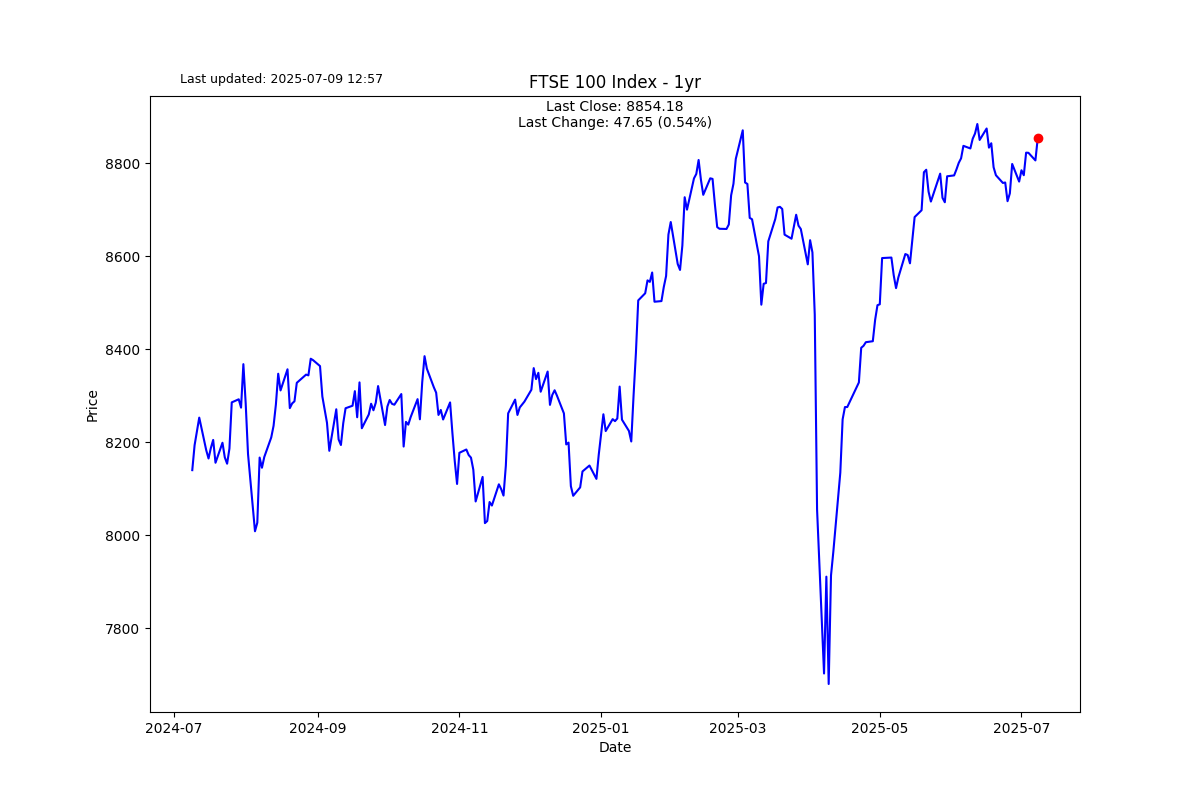 Last updated: 2025-07-09 12:57
FTSE 100 Index - 1yr
Last Close: 8854.18
Last Change: 47.65 (0.54%)
8800
8600
8400
8200
8000
7800
Price
2024-07
2024-09
2024-11
2025-01
2025-03
2025-05
2025-07
Date